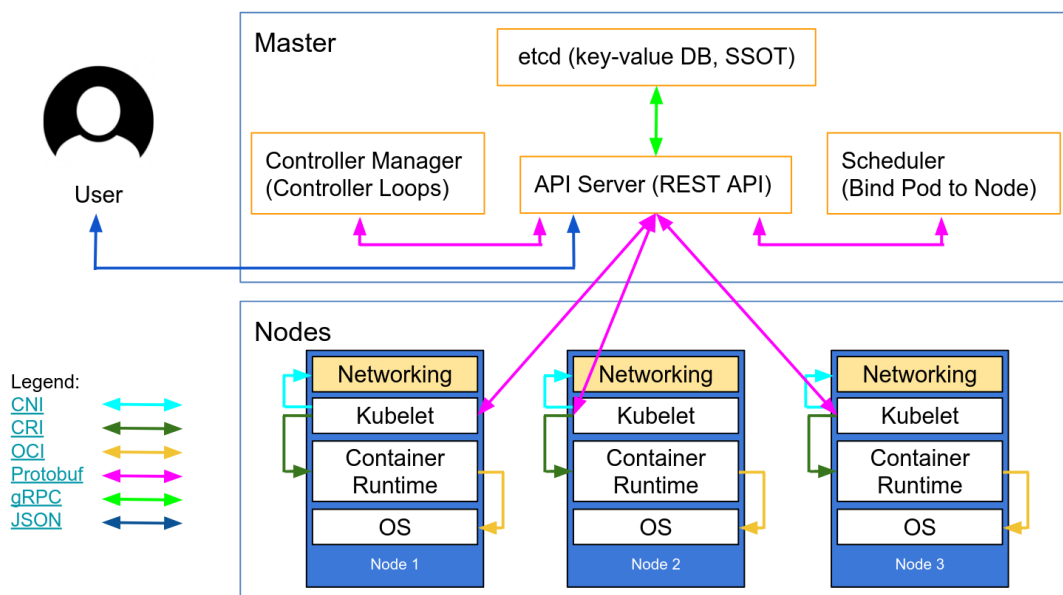 Master
etcd (key-value DB, SSOT)
Controller Manager
(Controller Loops)
API Server (REST API)
Scheduler
(Bind Pod to Node)
User
Nodes
Networking
Kubelet
Container
Runtime
OS
Node 1
Networking
Kubelet
Container
Runtime
OS
Node 2
Networking
Kubelet
Container
Runtime
OS
Node 3
Legend:
CNI
CRI
OCI
Protobuf
gRPC
JSON